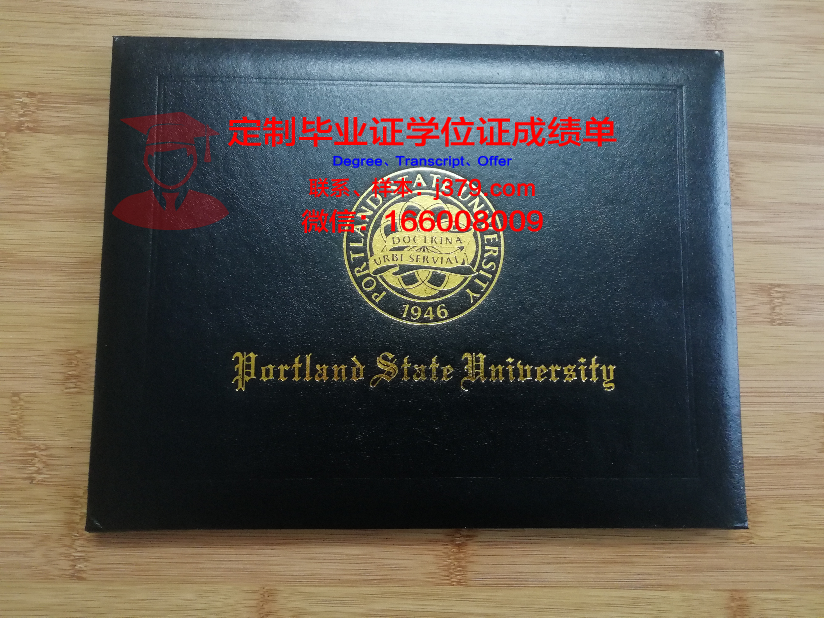 定制毕业证学位证成绩单
Degree、Transcript、Offer
联系、样本：j379.com
微信：166008009
PORTLAND STATE UNIVERSITY
DOCTRINA
URBI SERVIAT
1946
Portland State University